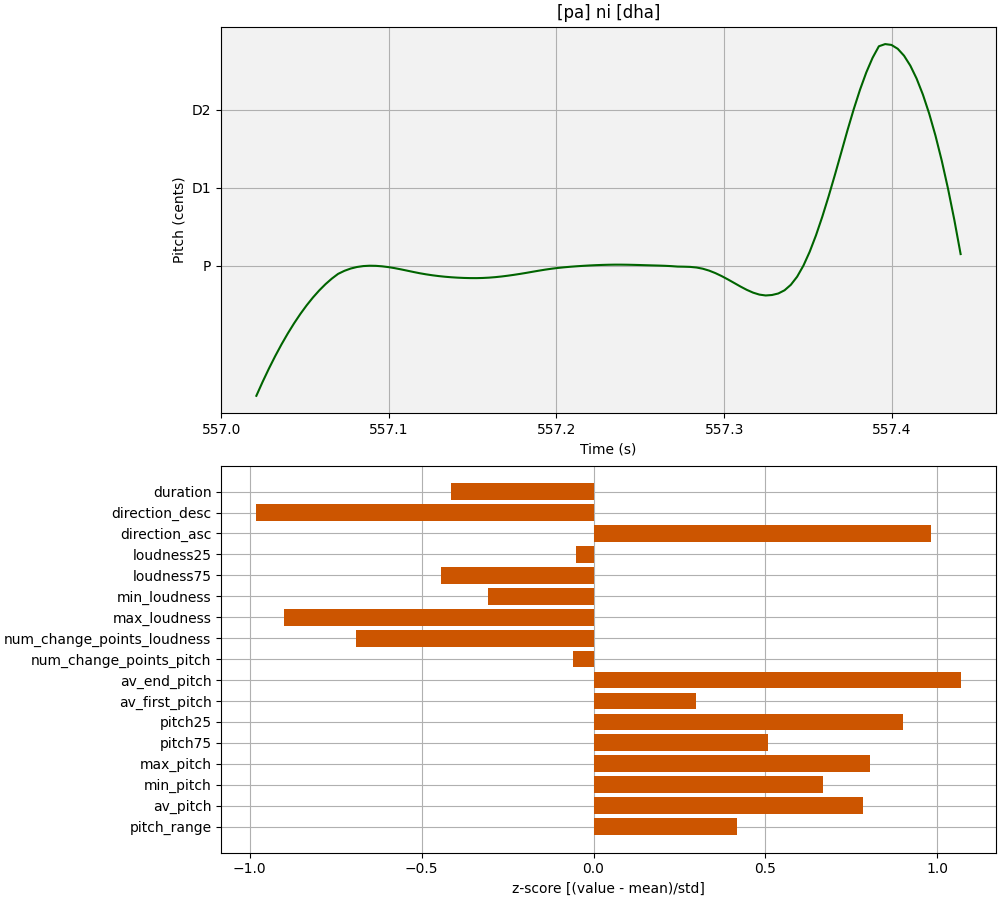 [pa] ni [dha]
D2
D1
P
Pitch (cents)
557.0 557.1 557.2 557.3 557.4
Time (s)
duration
direction_desc
direction_asc
loudness25
loudness75
min_loudness
max_loudness
num_change_points_loudness
num_change_points_pitch
av_end_pitch
av_first_pitch
pitch25
pitch75
max_pitch
min_pitch
av_pitch
pitch_range
−1.0 −0.5 0.0 0.5 1.0
z-score [(value - mean)/std]